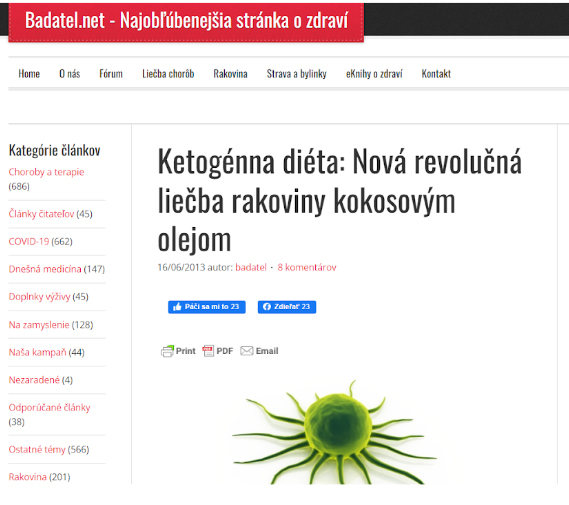 Badatel.net - Najobľúbenejšia stránka o zdraví
Home O nás Fórum Liečba chorôb Rakovina Strava a bylinky eKnihy o zdraví Kontakt
Kategórie článkov
Choroby a terapie
(686)
Články čitateľov (45)
COVID-19 (662)
Dnešná medicína (147)
Doplnky výživy (45)
Na zamyslenie (128)
Naša kampaň (44)
Nezaradené (4)
Odporúčané články
(38)
Ostatné témy (566)
Rakovina (201)
Ketogénna diéta: Nová revolučná
liečba rakoviny kokosovým
olejom
16/06/2013 autor: badatel • 8 komentárov
Páči sa mi to 23 Zdieľať 23
Print PDF Email